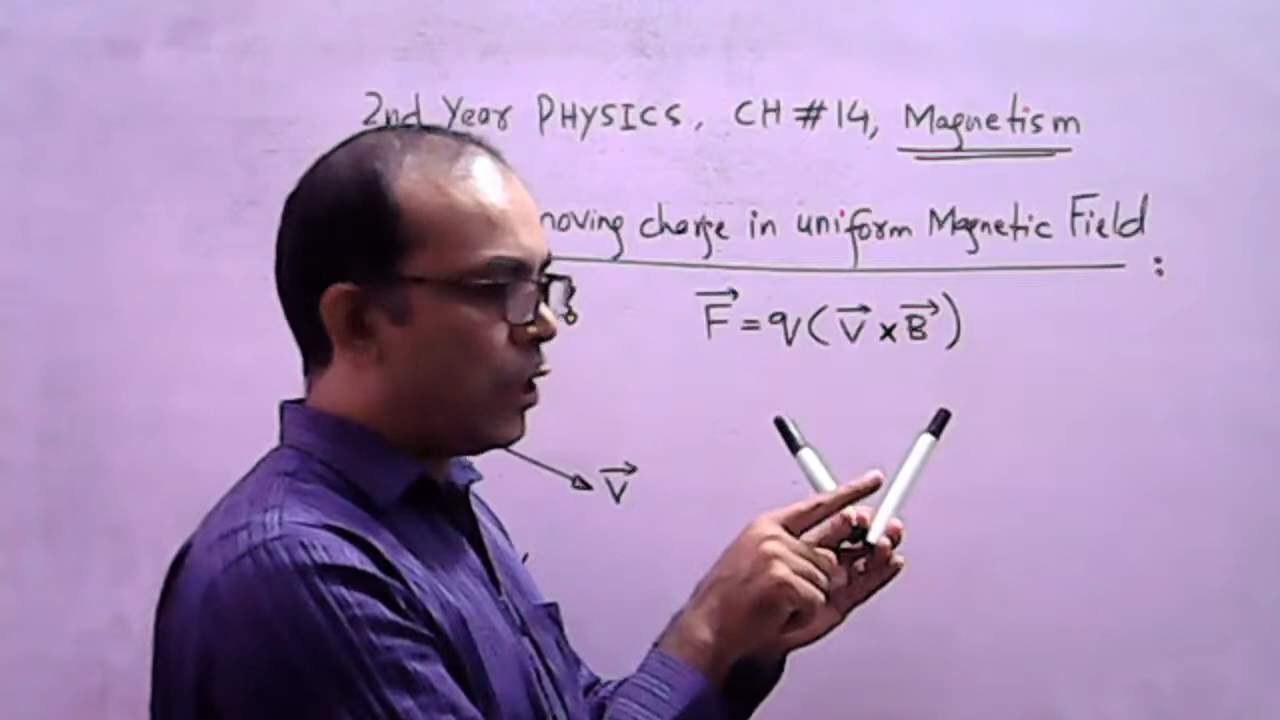 2nd Year PHYSICS, CH # 14, Magnetism
moving charge in uniform Magnetic Field :
F⃗ = q(V⃗ × B⃗)
V⃗